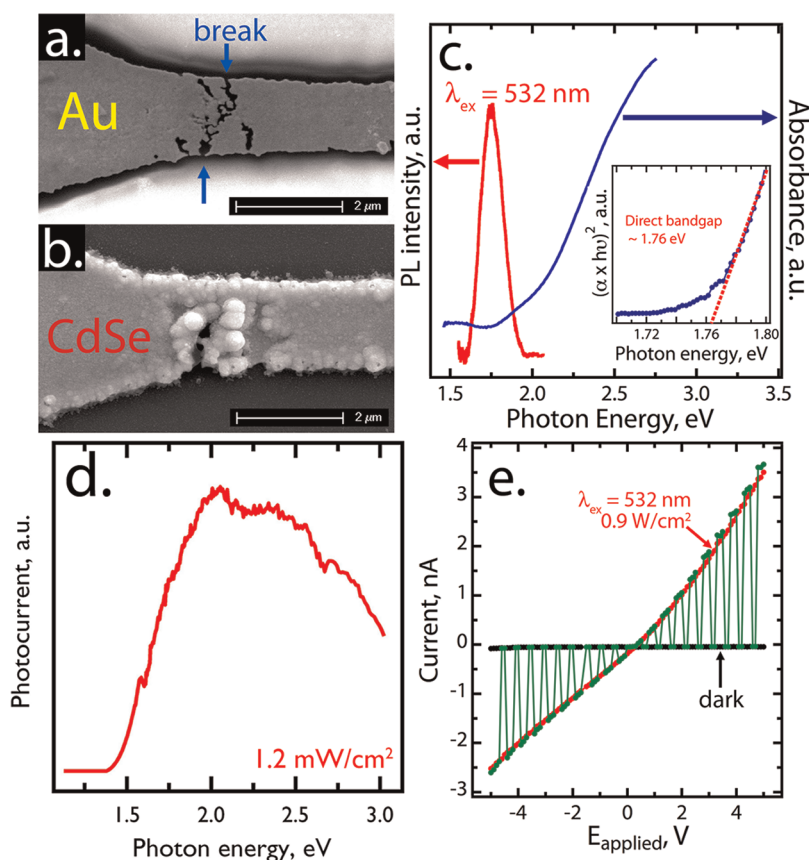 a.
break
Au
2 μm
b.
CdSe
2 μm
c.
λex = 532 nm
PL intensity, a.u.
Absorbance, a.u.
(α x hυ)², a.u.
Direct bandgap
~ 1.76 eV
1.72 1.76 1.80
Photon energy, eV
1.5 2.0 2.5 3.0 3.5
Photon Energy, eV
d.
Photocurrent, a.u.
1.2 mW/cm²
1.5 2.0 2.5 3.0
Photon energy, eV
e.
λex = 532 nm
0.9 W/cm²
Current, nA
4
3
2
1
0
-1
-2
-3
dark
-4 -2 0 2 4
Eapplied, V